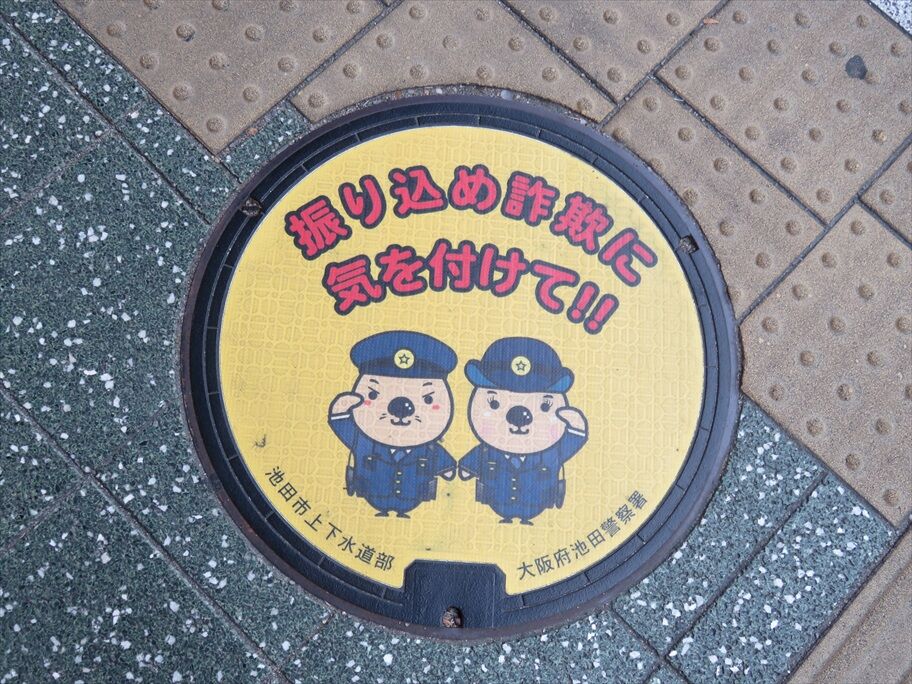 振り込め詐欺に
気を付けて!!
池田市上下水道部
大阪府池田警察署